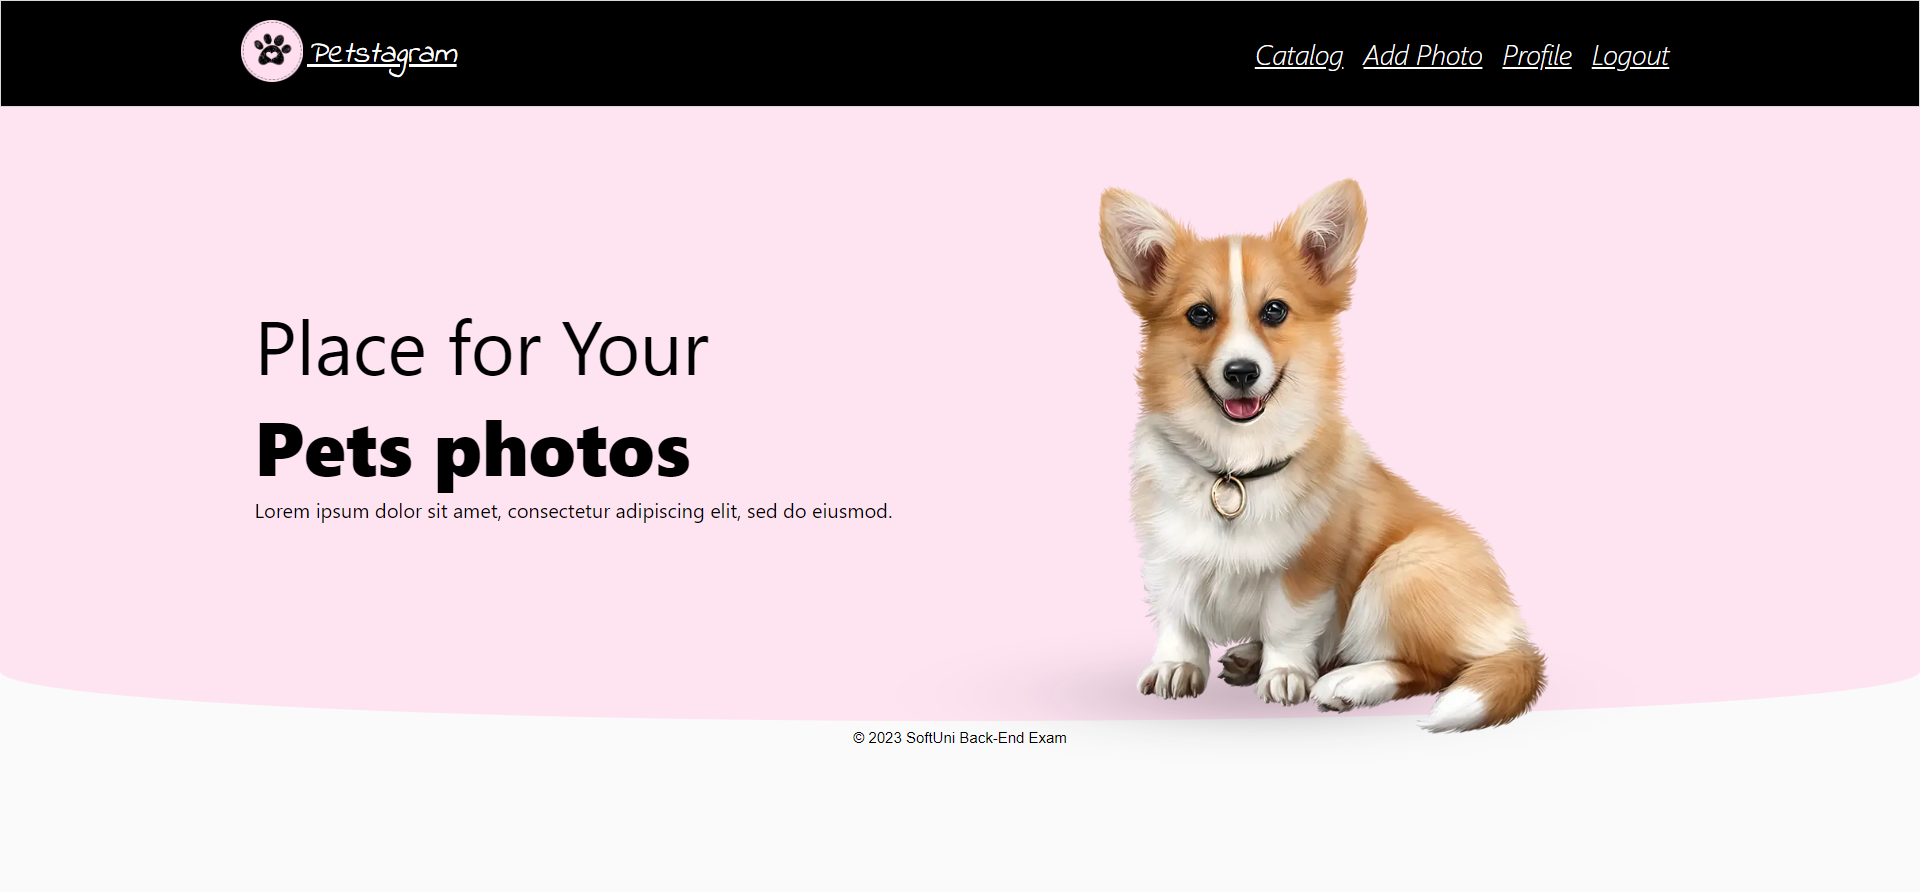 Petstagram
Catalog Add Photo Profile Logout
Place for Your
Pets photos
Lorem ipsum dolor sit amet, consectetur adipiscing elit, sed do eiusmod.
© 2023 SoftUni Back-End Exam